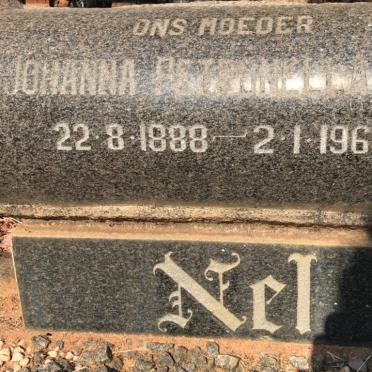 ONS MOEDER
JOHANNA
22·8·1888 — 2·1·196
Nel